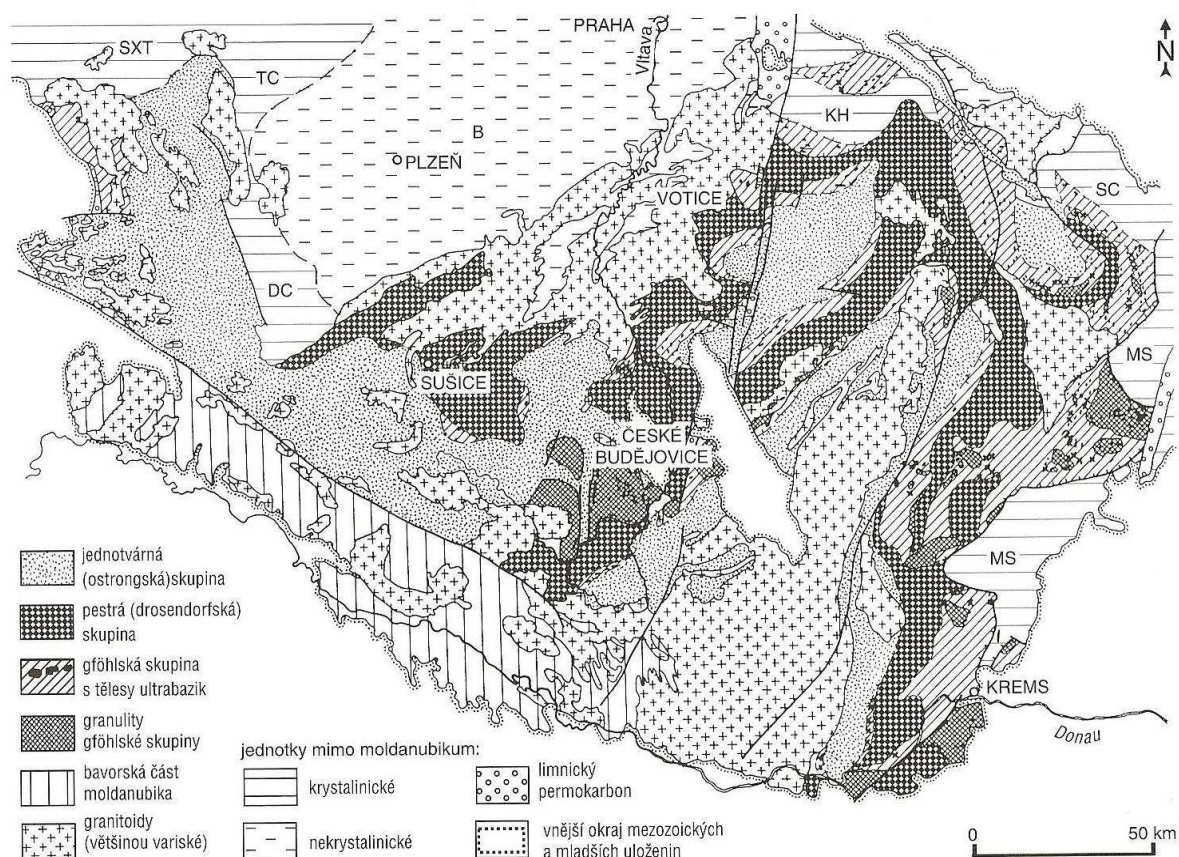 PRAHA
SXT
TC
Vltava
N
KH
B
PLZEŇ
SC
VOTICE
DC
MS
SUŠICE
ČESKÉ
BUDĚJOVICE
MS
KREMS
Donau
jednotvárná
(ostrongská)skupina
pestrá (drosendorfská)
skupina
gföhlská skupina
s tělesy ultrabazik
granulity
gföhlské skupiny
bavorská část
moldanubika
granitoidy
(většinou variské)
jednotky mimo moldanubikum:
krystalinické
nekrystalinické
limnický
permokarbon
vnější okraj mezozoických
a mladších uloženin
0 50 km